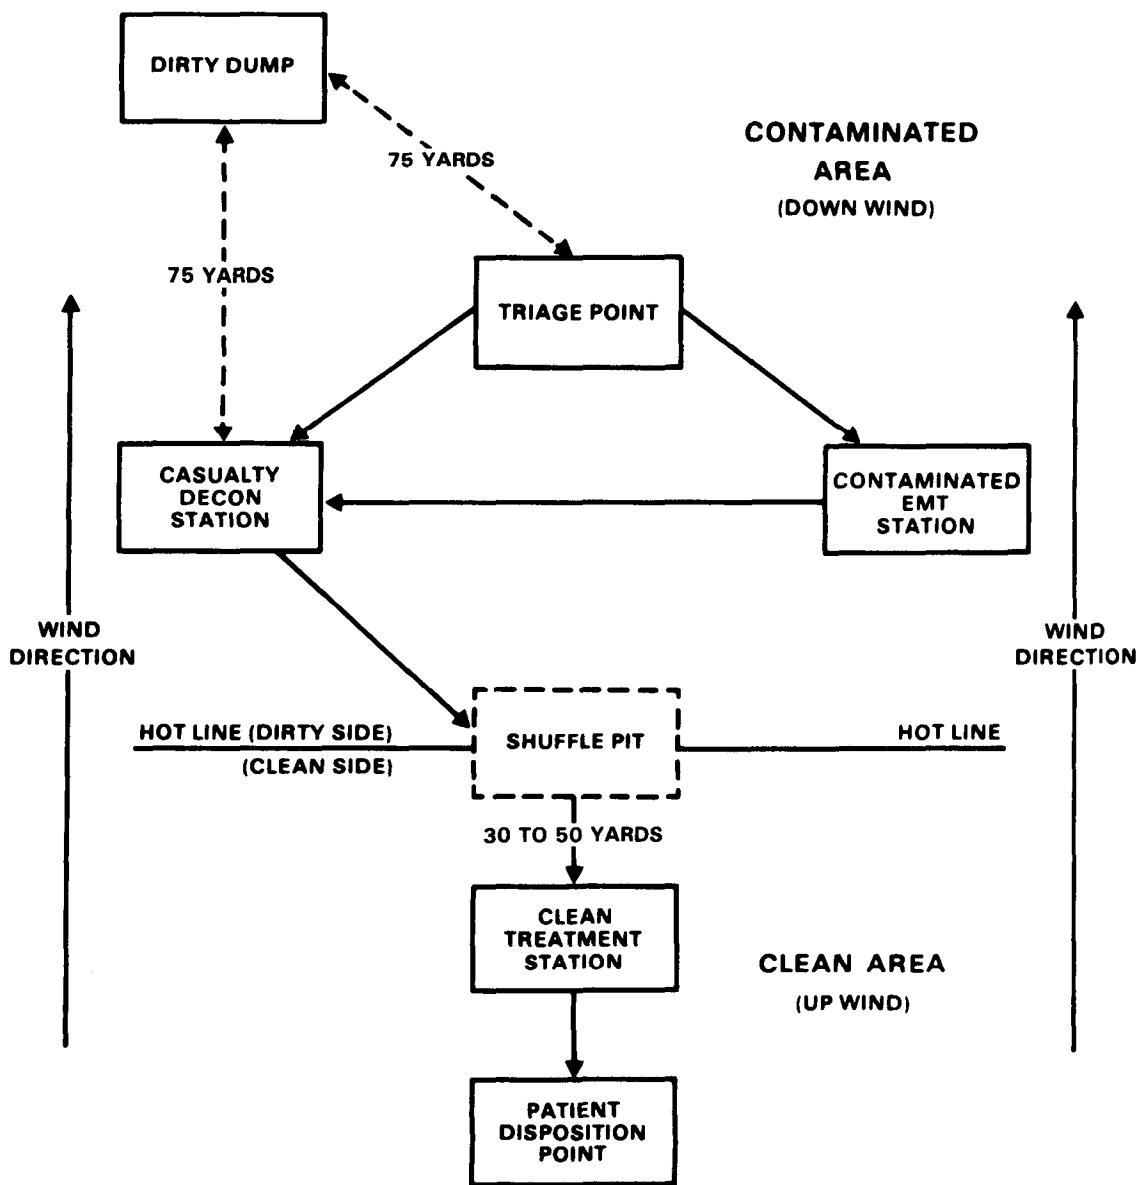 DIRTY DUMP
75 YARDS
CONTAMINATED
AREA
(DOWN WIND)
75 YARDS
TRIAGE POINT
CASUALTY
DECON
STATION
CONTAMINATED
EMT
STATION
WIND
DIRECTION
WIND
DIRECTION
HOT LINE (DIRTY SIDE)
(CLEAN SIDE)
SHUFFLE PIT
HOT LINE
30 TO 50 YARDS
CLEAN
TREATMENT
STATION
CLEAN AREA
(UP WIND)
PATIENT
DISPOSITION
POINT